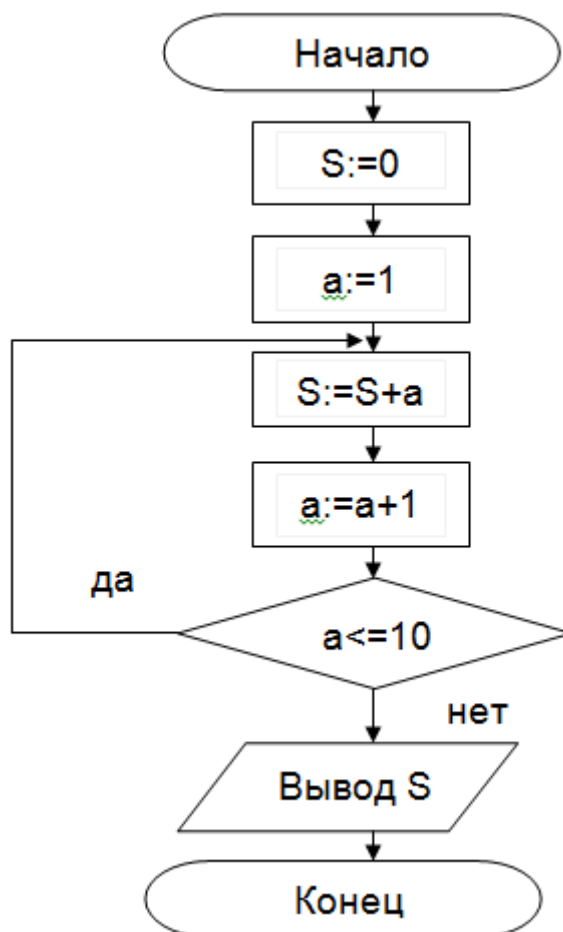 Начало
S:=0
a:=1
S:=S+a
a:=a+1
да
a<=10
нет
Вывод S
Конец